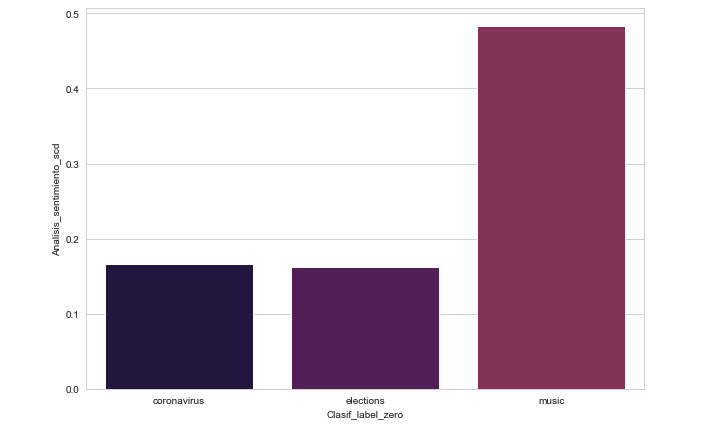 0.5
0.4
0.3
0.2
0.1
0.0
Analisis_sentimiento_scd
coronavirus
elections
music
Clasif_label_zero